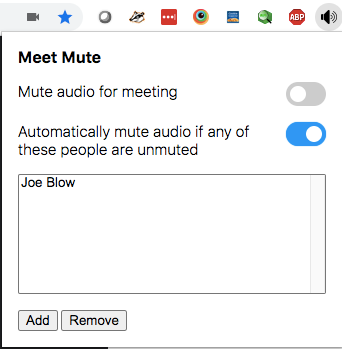 ABP
Meet Mute
Mute audio for meeting
Automatically mute audio if any of
these people are unmuted
Joe Blow
Add
Remove